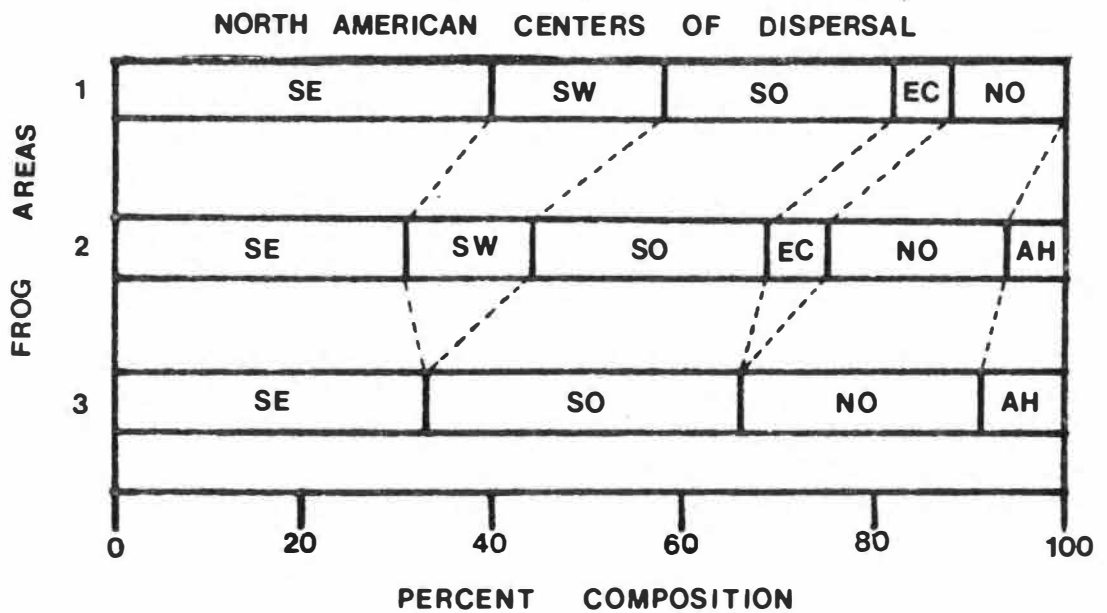 NORTH AMERICAN CENTERS OF DISPERSAL
FROG AREAS
1 SE SW SO EC NO
2 SE SW SO EC NO AH
3 SE SO NO AH
0 20 40 60 80 100
PERCENT COMPOSITION